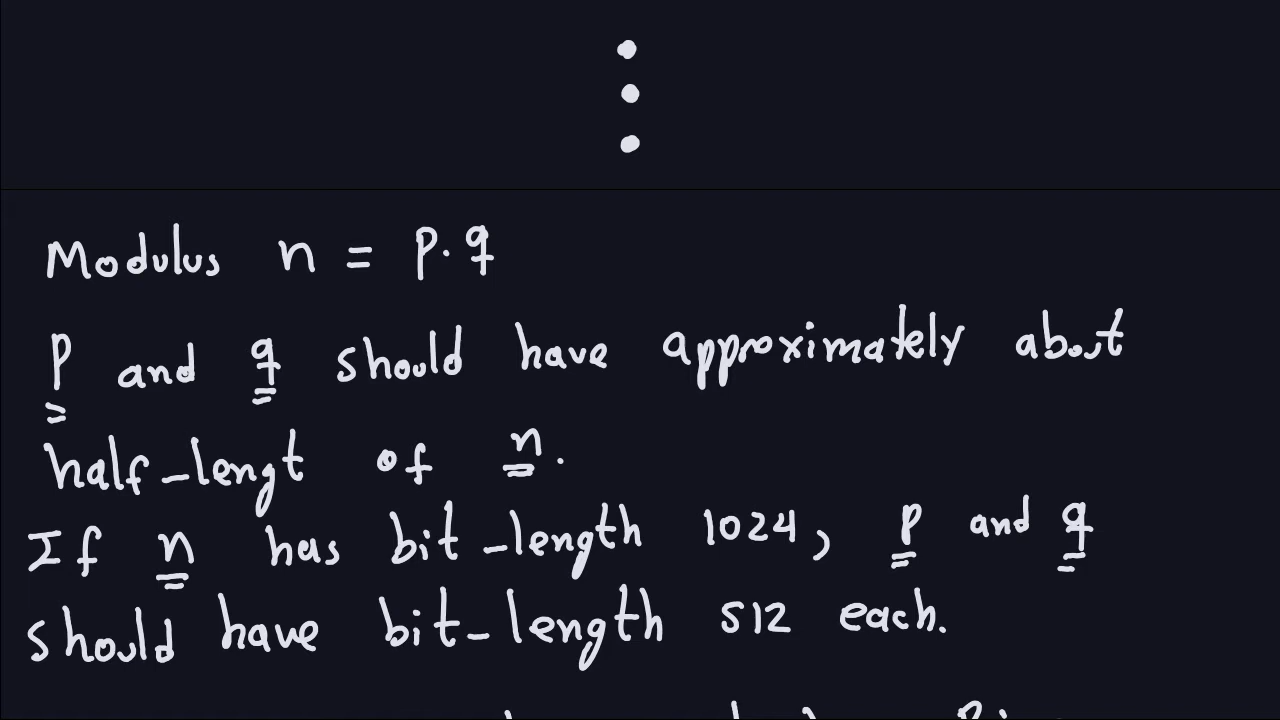 Modulus n = p.q
p and q should have approximately about
half-lengt of n.
If n has bit-length 1024, p and q
should have bit-length 512 each.